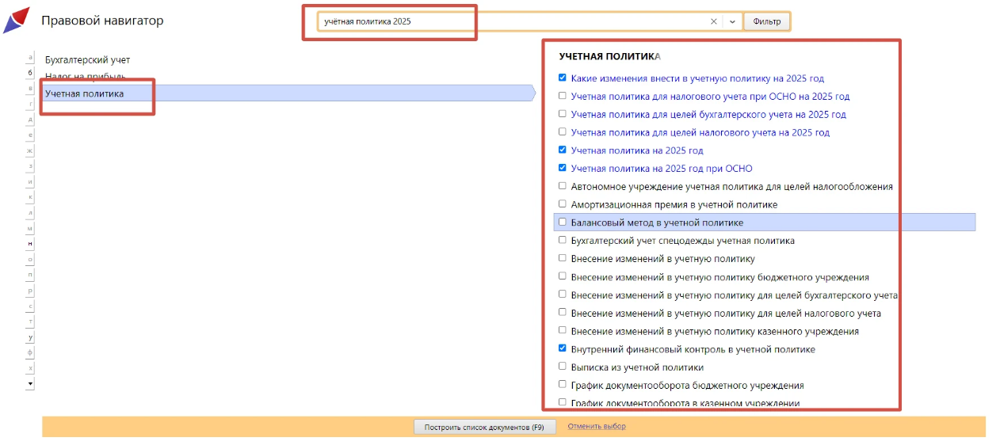 Правовой навигатор
учётная политика 2025
Фильтр
а
б
в
г
д
е
ж
з
и
к
л
м
н
о
п
р
с
т
у
ф
х
Бухгалтерский учет
Налог на прибыль
Учетная политика
УЧЕТНАЯ ПОЛИТИКА
Какие изменения внести в учетную политику на 2025 год
Учетная политика для налогового учета при ОСНО на 2025 год
Учетная политика для целей бухгалтерского учета на 2025 год
Учетная политика для целей налогового учета на 2025 год
Учетная политика на 2025 год
Учетная политика на 2025 год при ОСНО
Автономное учреждение учетная политика для целей налогообложения
Амортизационная премия в учетной политике
Балансовый метод в учетной политике
Бухгалтерский учет спецодежды учетная политика
Внесение изменений в учетную политику
Внесение изменений в учетную политику бюджетного учреждения
Внесение изменений в учетную политику для целей бухгалтерского учета
Внесение изменений в учетную политику для целей налогового учета
Внесение изменений в учетную политику казенного учреждения
Внутренний финансовый контроль в учетной политике
Выписка из учетной политики
График документооборота бюджетного учреждения
График документооборота в казенном учреждении
Построить список документов (F9)
Отменить выбор